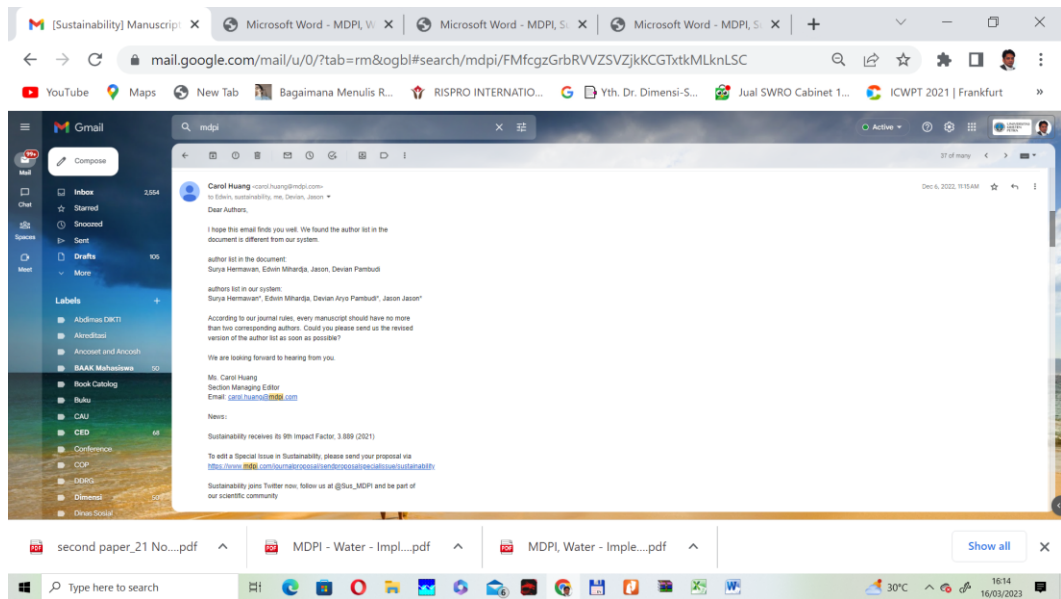 [Sustainability] Manuscrip
Microsoft Word - MDPI, W
Microsoft Word - MDPI, Su
Microsoft Word - MDPI, Su
mail.google.com/mail/u/0/?tab=rm&ogbl#search/mdpi/FMfcgzGrbRVVZSVZjkKCGTxtkMLknLSC
YouTube
Maps
New Tab
Bagaimana Menulis R...
RISPRO INTERNATIO...
Yth. Dr. Dimensi-S...
Jual SWRO Cabinet 1...
ICWPT 2021 | Frankfurt
»
Gmail
mdpi
Active
99+
Mail
Chat
Spaces
Meet
Compose
Inbox 2,554
Starred
Snoozed
Sent
Drafts 105
More
Labels
Abdimas DIKTI
Akreditasi
Ancoset and Ancosh
BAAK Mahasiswa 50
Book Catolog
Buku
CAU
CED 68
Conference
COP
DDRG
Dimensi 50
Dinas Sosial
37 of many
Carol Huang <carol.huang@mdpi.com>
to Edwin, sustainability, me, Devian, Jason
Dec 6, 2022, 11:15 AM
Dear Authors,
I hope this email finds you well. We found the author list in the
document is different from our system.
author list in the document:
Surya Hermawan, Edwin Mihardja, Jason, Devian Pambudi
authors list in our system:
Surya Hermawan*, Edwin Mihardja, Devian Aryo Pambudi*, Jason Jason*
According to our journal rules, every manuscript should have no more
than two corresponding authors. Could you please send us the revised
version of the author list as soon as possible?
We are looking forward to hearing from you.
Ms. Carol Huang
Section Managing Editor
Email: carol.huang@mdpi.com
News:
Sustainability receives its 9th Impact Factor, 3.889 (2021)
To edit a Special Issue in Sustainability, please send your proposal via
https://www.mdpi.com/journalproposal/sendproposalspecialissue/sustainability
Sustainability joins Twitter now, follow us at @Sus_MDPI and be part of
our scientific community
second paper_21 No....pdf
MDPI - Water - Impl....pdf
MDPI, Water - Imple....pdf
Show all
Type here to search
30°C
16:14
16/03/2023